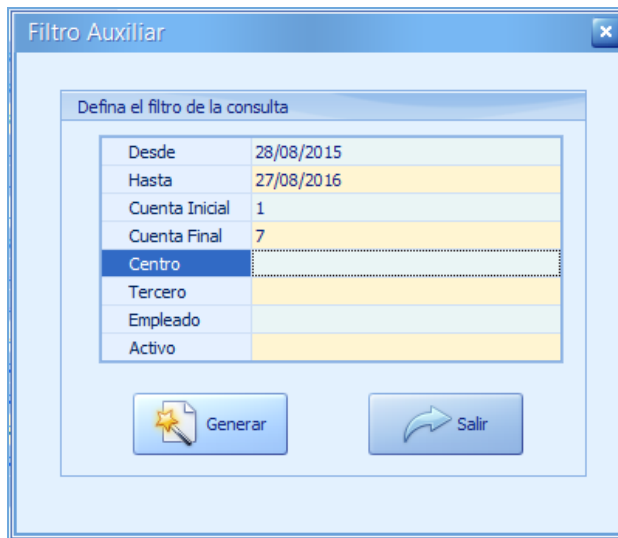 Filtro Auxiliar
Defina el filtro de la consulta
Desde 28/08/2015
Hasta 27/08/2016
Cuenta Inicial 1
Cuenta Final 7
Centro
Tercero
Empleado
Activo
Generar Salir